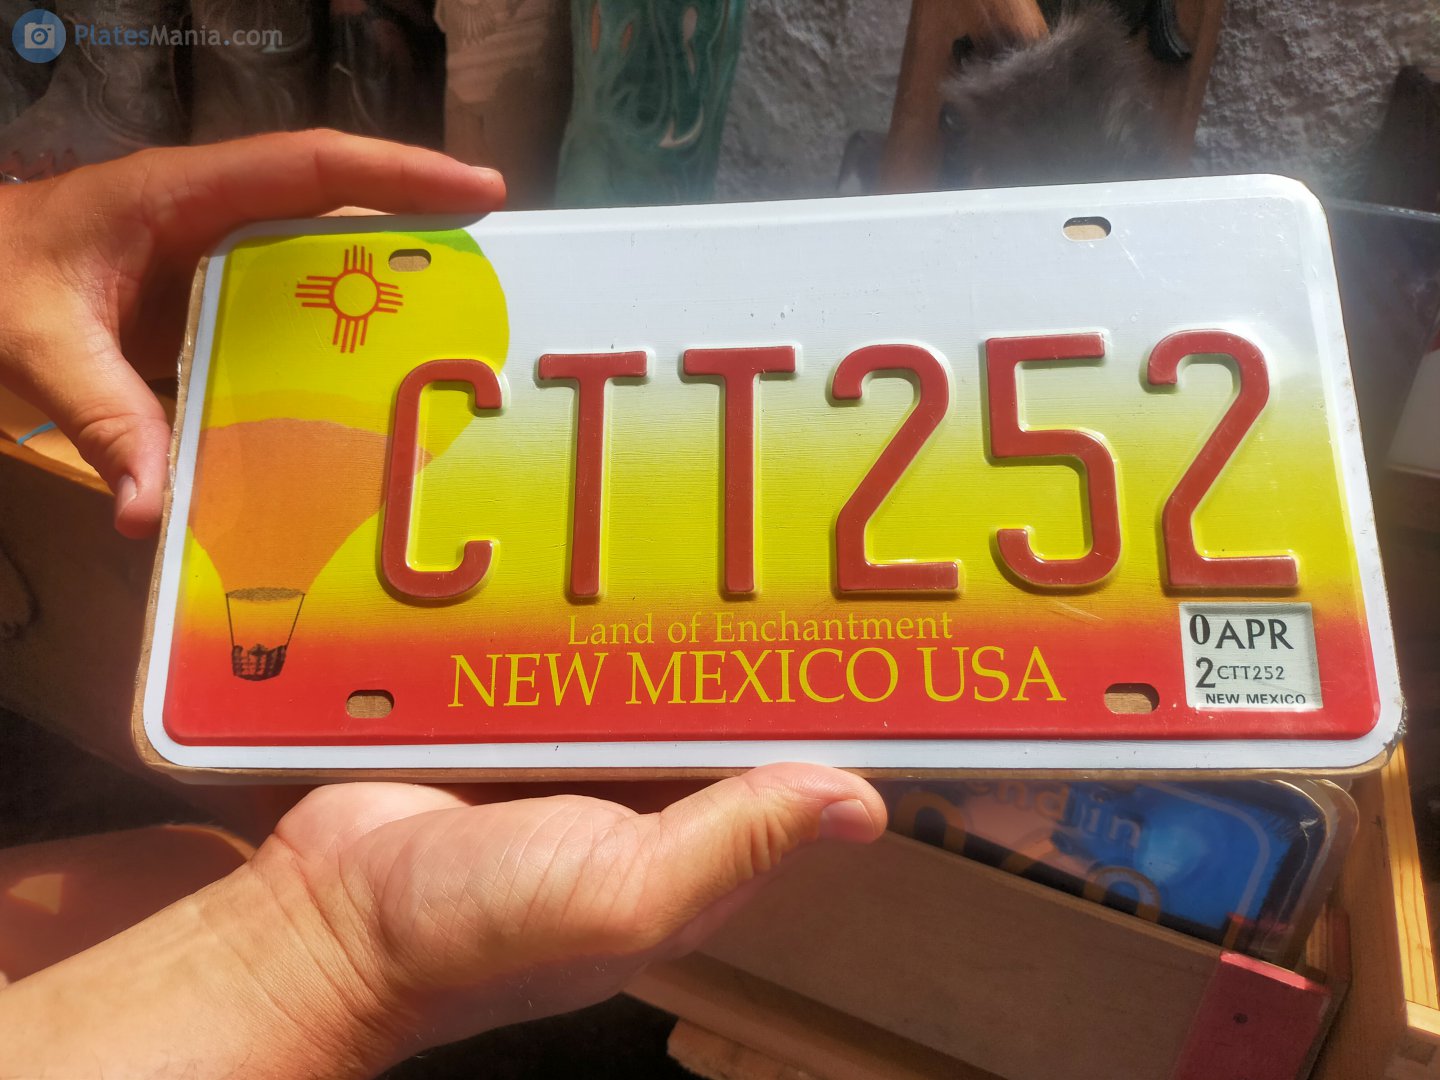 PlatesMania.com
CTT252
Land of Enchantment
NEW MEXICO USA
0 APR
2 CTT252
NEW MEXICO